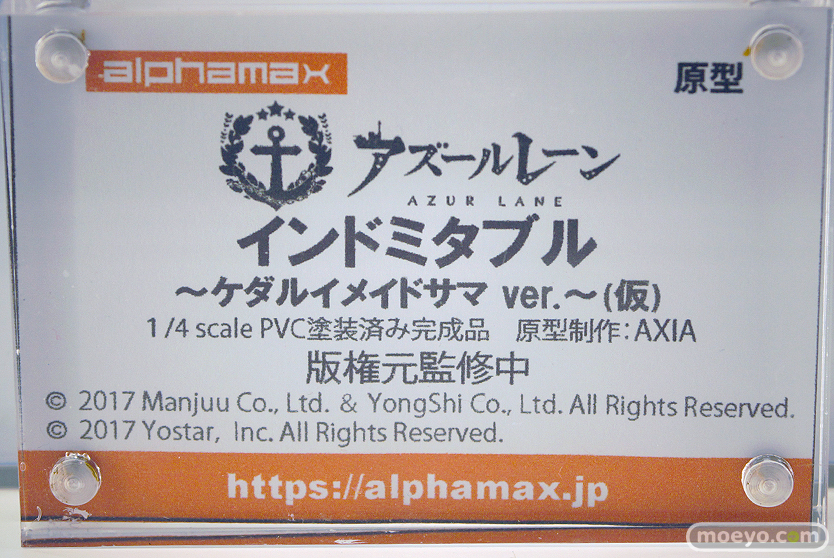 alphamax
原型
アズールレーン
AZUR LANE
インドミタブル
～ケダルイメイドサマ ver.～(仮)
1/4 scale PVC塗装済み完成品　原型制作：AXIA
版権元監修中
© 2017 Manjuu Co., Ltd. & YongShi Co., Ltd. All Rights Reserved.
© 2017 Yostar, Inc. All Rights Reserved.
https://alphamax.jp
moeyo.com